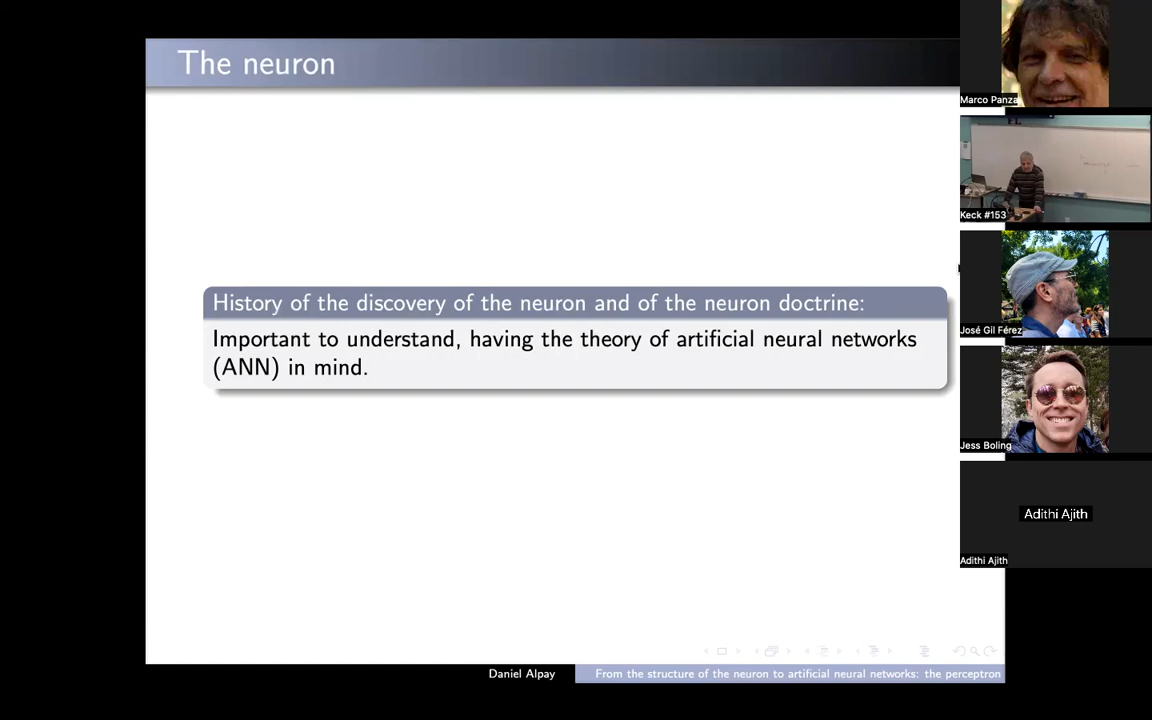 The neuron
History of the discovery of the neuron and of the neuron doctrine:
Important to understand, having the theory of artificial neural networks
(ANN) in mind.
Daniel Alpay
From the structure of the neuron to artificial neural networks: the perceptron
Marco Panza
Keck #153
José Gil Férez
Jess Boling
Adithi Ajith
Adithi Ajith